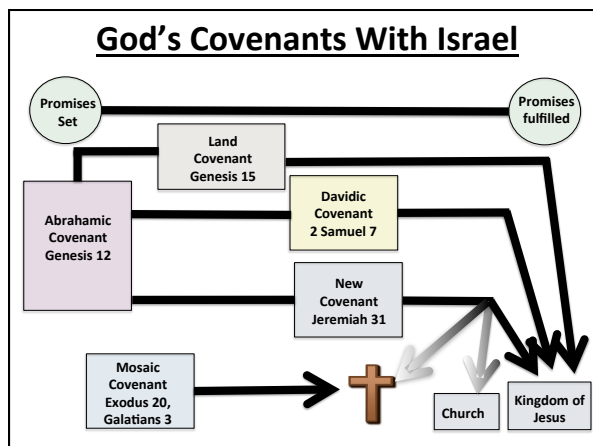 God's Covenants With Israel
Promises
Set
Promises
fulfilled
Land
Covenant
Genesis 15
Abrahamic
Covenant
Genesis 12
Davidic
Covenant
2 Samuel 7
New
Covenant
Jeremiah 31
Mosaic
Covenant
Exodus 20,
Galatians 3
Church
Kingdom of
Jesus